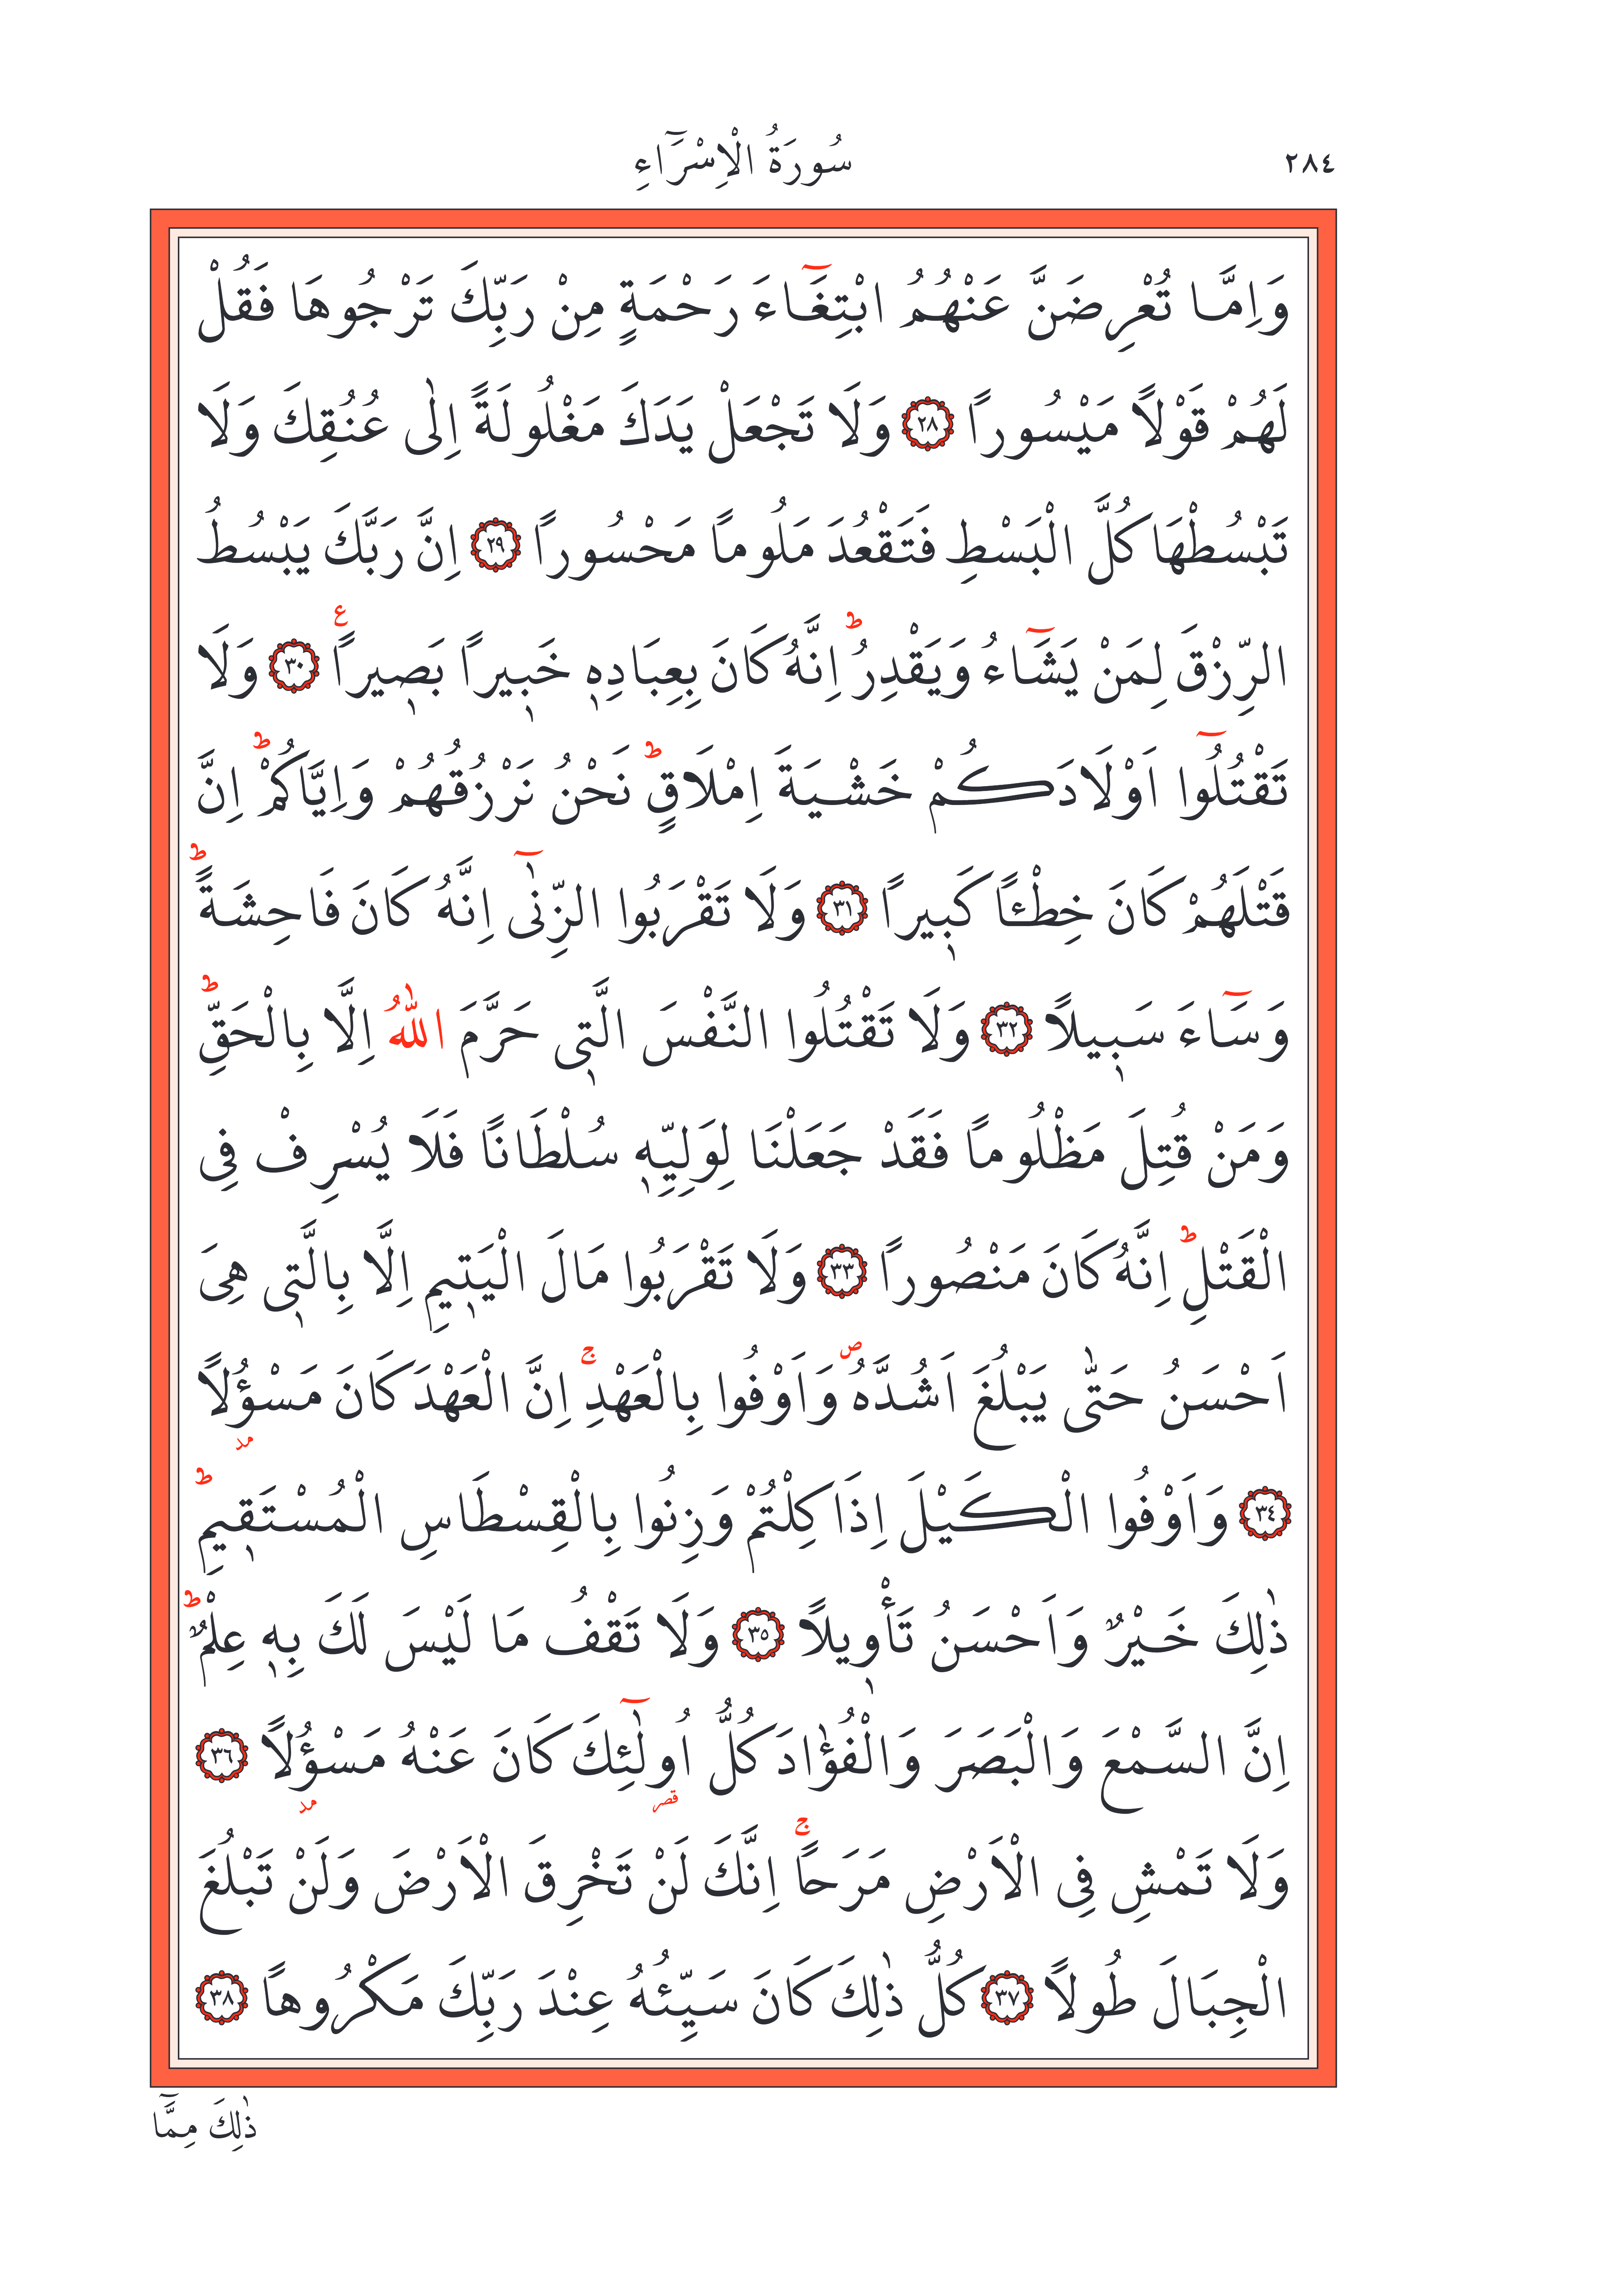 ٢٨٤
سُورَةُ الْاِسْرَٓاءِ
وَاِمَّا تُعْرِضَنَّ عَنْهُمُ ابْتِغَٓاءَ رَحْمَةٍ مِنْ رَبِّكَ تَرْجُوهَا فَقُلْ
لَهُمْ قَوْلاً مَيْسُوراً ﴿٢٨﴾ وَلَا تَجْعَلْ يَدَكَ مَغْلُولَةً اِلٰى عُنُقِكَ وَلَا
تَبْسُطْهَا كُلَّ الْبَسْطِ فَتَقْعُدَ مَلُوماً مَحْسُوراً ﴿٢٩﴾ اِنَّ رَبَّكَ يَبْسُطُ
الرِّزْقَ لِمَنْ يَشَٓاءُ وَيَقْدِرُۜ اِنَّهُ كَانَ بِعِبَادِه۪ خَب۪يراً بَص۪يراً ع ﴿٣٠﴾ وَلَا
تَقْتُلُٓوا اَوْلَادَكُمْ خَشْيَةَ اِمْلَاقٍۜ نَحْنُ نَرْزُقُهُمْ وَاِيَّاكُمْۜ اِنَّ
قَتْلَهُمْ كَانَ خِطْـٔاً كَب۪يراً ﴿٣١﴾ وَلَا تَقْرَبُوا الزِّنٰٓى اِنَّهُ كَانَ فَاحِشَةًۜ
وَسَٓاءَ سَب۪يلاً ﴿٣٢﴾ وَلَا تَقْتُلُوا النَّفْسَ الَّت۪ى حَرَّمَ اللّٰهُ اِلَّا بِالْحَقِّۜ
وَمَنْ قُتِلَ مَظْلُوماً فَقَدْ جَعَلْنَا لِوَلِيِّه۪ سُلْطَاناً فَلَا يُسْرِفْ فِى
الْقَتْلِۜ اِنَّهُ كَانَ مَنْصُوراً ﴿٣٣﴾ وَلَا تَقْرَبُوا مَالَ الْيَت۪يمِ اِلَّا بِالَّت۪ى هِىَ
اَحْسَنُ حَتّٰى يَبْلُغَ اَشُدَّهُۖ وَاَوْفُوا بِالْعَهْدِۚ اِنَّ الْعَهْدَ كَانَ مَسْؤُ۫لاً
مد
﴿٣٤﴾ وَاَوْفُوا الْكَيْلَ اِذَا كِلْتُمْ وَزِنُوا بِالْقِسْطَاسِ الْمُسْتَق۪يمِۜ
ذٰلِكَ خَيْرٌ وَاَحْسَنُ تَأْو۪يلاً ﴿٣٥﴾ وَلَا تَقْفُ مَا لَيْسَ لَكَ بِه۪ عِلْمٌۜ
اِنَّ السَّمْعَ وَالْبَصَرَ وَالْفُؤٰادَ كُلُّ اُولٰٓئِكَ كَانَ عَنْهُ مَسْؤُلاً ﴿٣٦﴾
قصر مد
وَلَا تَمْشِ فِى الْاَرْضِ مَرَحاًۚ اِنَّكَ لَنْ تَخْرِقَ الْاَرْضَ وَلَنْ تَبْلُغَ
الْجِبَالَ طُولاً ﴿٣٧﴾ كُلُّ ذٰلِكَ كَانَ سَيِّئُهُ عِنْدَ رَبِّكَ مَكْرُوهاً ﴿٣٨﴾
ذٰلِكَ مِمَّٓا